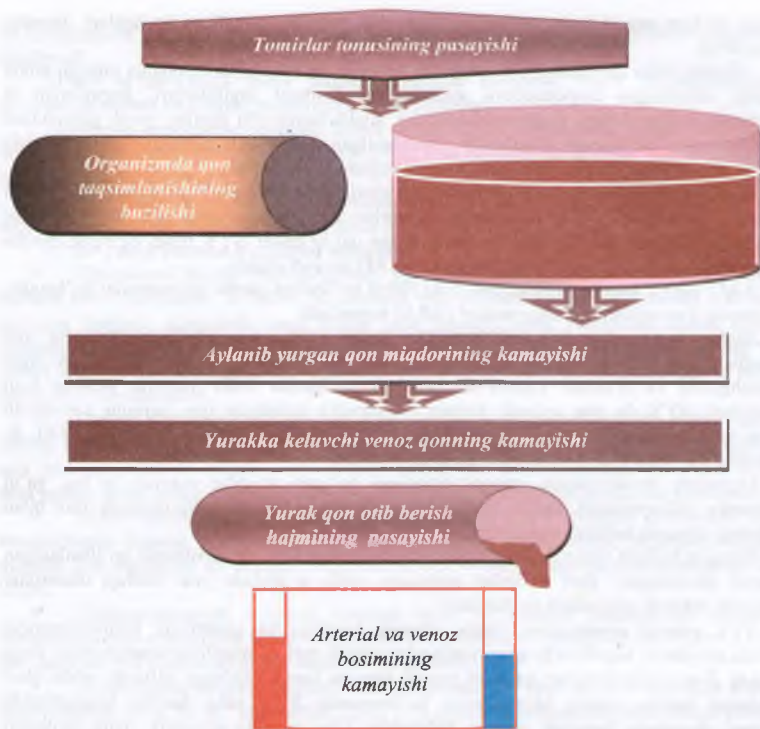 Tomirlar tonusining pasayishi
Organizmda qon
taqsimlanishining
buzilishi
Aylanib yurgan qon miqdorining kamayishi
Yurakka keluvchi venoz qonning kamayishi
Yurak qon otib berish
hajmining pasayishi
Arterial va venoz
bosimining
kamayishi